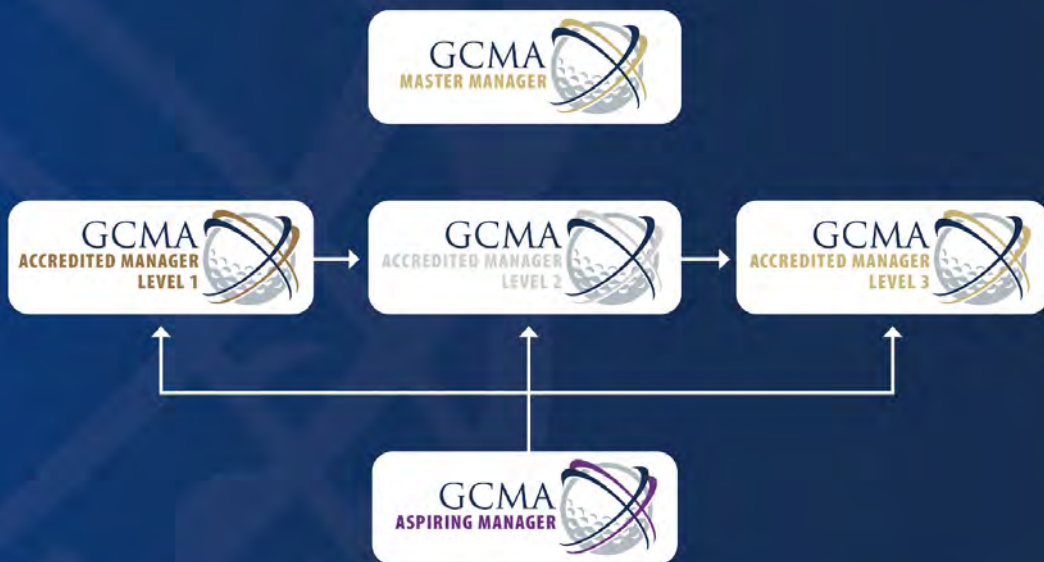 GCMA
MASTER MANAGER
GCMA
ACCREDITED MANAGER
LEVEL 1
GCMA
ACCREDITED MANAGER
LEVEL 2
GCMA
ACCREDITED MANAGER
LEVEL 3
GCMA
ASPIRING MANAGER